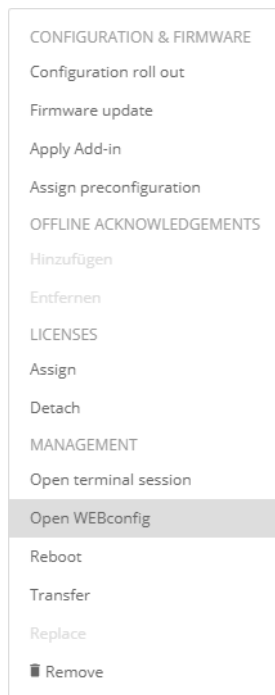 CONFIGURATION & FIRMWARE
Configuration roll out
Firmware update
Apply Add-in
Assign preconfiguration
OFFLINE ACKNOWLEDGEMENTS
Hinzufügen
Entfernen
LICENSES
Assign
Detach
MANAGEMENT
Open terminal session
Open WEBconfig
Reboot
Transfer
Replace
Remove